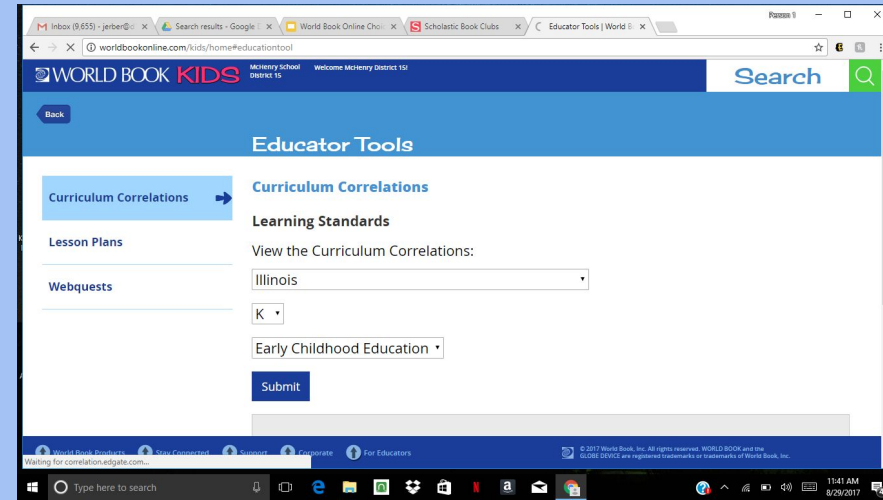 Person 1
Inbox (9,655) - jerber@d
Search results - Google
World Book Online Choi
Scholastic Book Clubs
Educator Tools | World B
worldbookonline.com/kids/home#educationtool
WORLD BOOK KIDS
McHenry School District 15
Welcome McHenry District 15!
Search
Back
Educator Tools
Curriculum Correlations
Lesson Plans
Webquests
Curriculum Correlations
Learning Standards
View the Curriculum Correlations:
Illinois
K
Early Childhood Education
Submit
World Book Products
Stay Connected
Support
Corporate
For Educators
© 2017 World Book, Inc. All rights reserved. WORLD BOOK and the
GLOBE DEVICE are registered trademarks or trademarks of World Book, Inc.
Waiting for correlation.edgate.com...
Type here to search
11:41 AM
8/29/2017